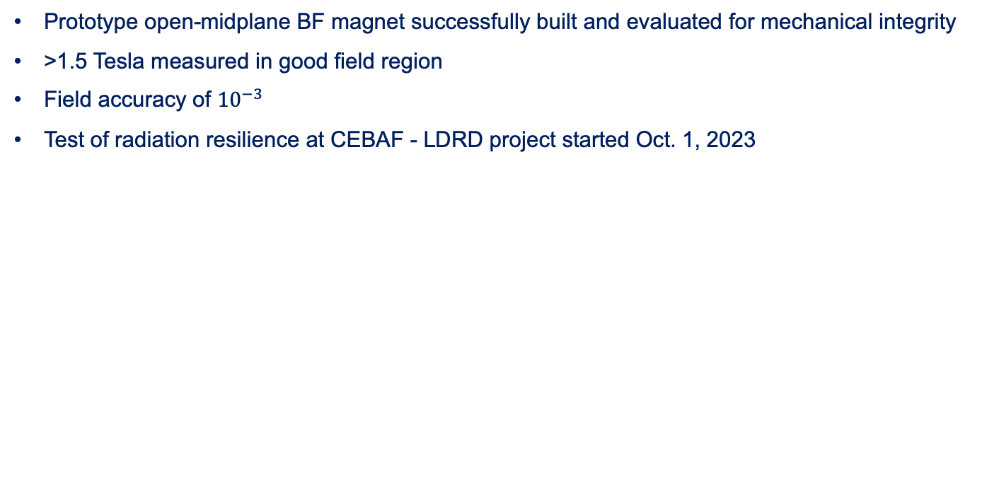 • Prototype open-midplane BF magnet successfully built and evaluated for mechanical integrity
• >1.5 Tesla measured in good field region
• Field accuracy of 10⁻³
• Test of radiation resilience at CEBAF - LDRD project started Oct. 1, 2023